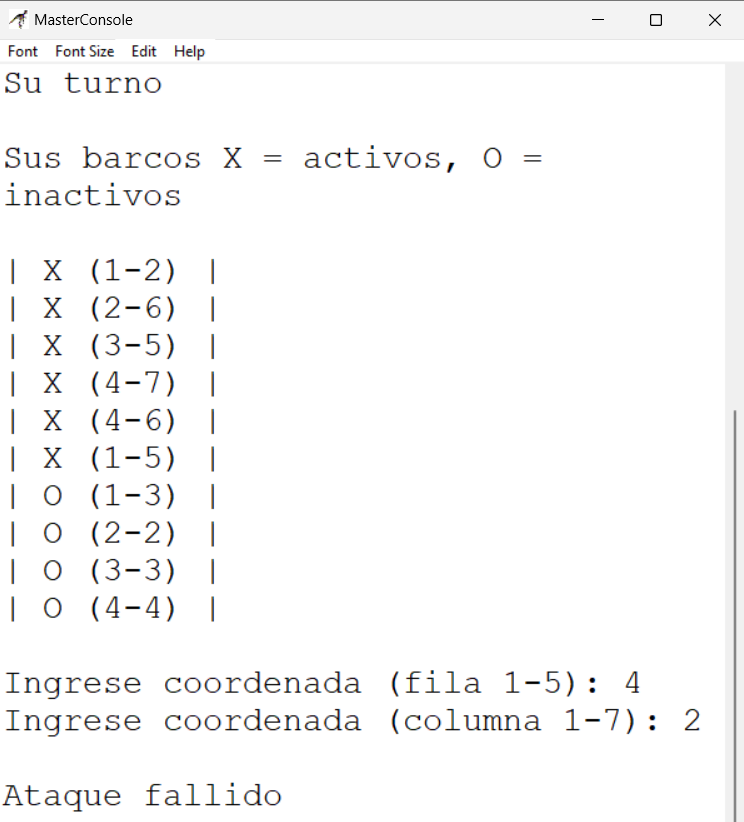 MasterConsole
Font Font Size Edit Help
Su turno
Sus barcos X = activos, O =
inactivos
| X (1-2) |
| X (2-6) |
| X (3-5) |
| X (4-7) |
| X (4-6) |
| X (1-5) |
| O (1-3) |
| O (2-2) |
| O (3-3) |
| O (4-4) |
Ingrese coordenada (fila 1-5): 4
Ingrese coordenada (columna 1-7): 2
Ataque fallido